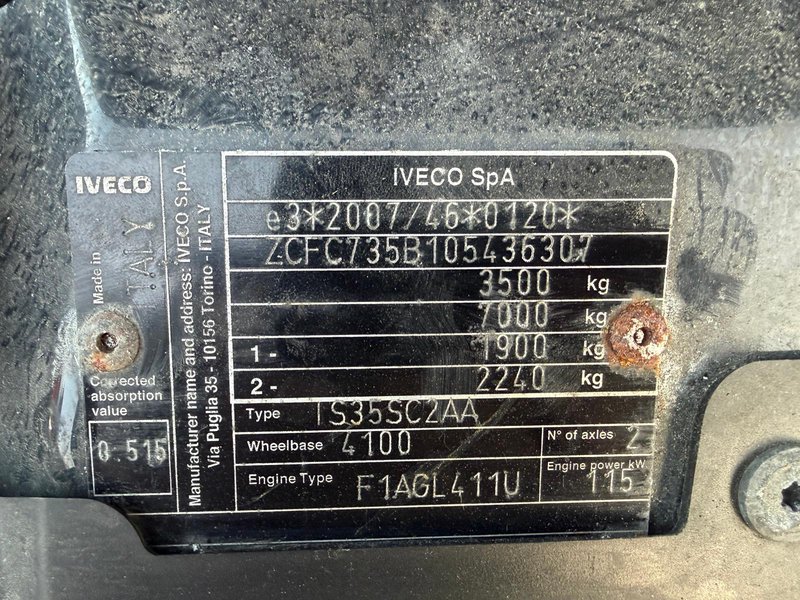 IVECO
Made in
ITALY
Corrected
absorption
value
0.515
Manufacturer name and address: IVECO S.p.A.
Via Puglia 35 - 10156 Torino - ITALY
IVECO SpA
e3*2007/46*0120*
ZCFC735B105436307
3500 kg
7000 kg
1- 1900 kg
2- 2240 kg
Type IS35SC2AA
Wheelbase 4100 N° of axles 2
Engine Type F1AGL411U Engine power kW 115